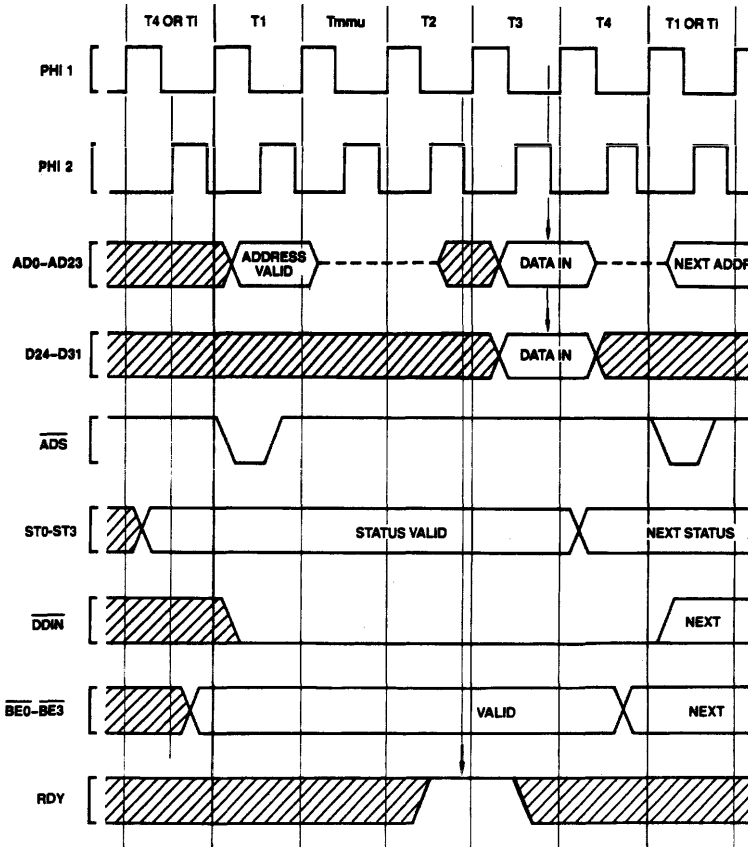 T4 OR Ti T1 Tmmu T2 T3 T4 T1 OR Ti
PHI 1
PHI 2
AD0–AD23 ADDRESS VALID DATA IN NEXT ADDR
D24–D31 DATA IN
ADS
ST0-ST3 STATUS VALID NEXT STATUS
DDIN NEXT
BE0–BE3 VALID NEXT
RDY